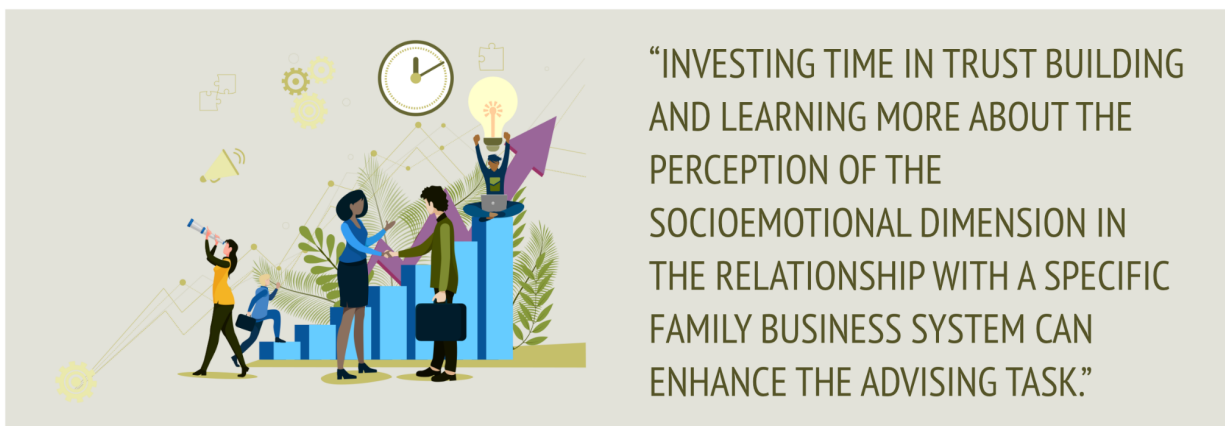 “INVESTING TIME IN TRUST BUILDING
AND LEARNING MORE ABOUT THE
PERCEPTION OF THE
SOCIOEMOTIONAL DIMENSION IN
THE RELATIONSHIP WITH A SPECIFIC
FAMILY BUSINESS SYSTEM CAN
ENHANCE THE ADVISING TASK.”